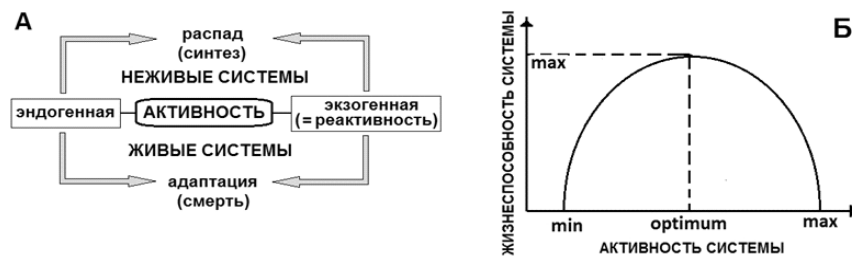 А
распад
(синтез)
НЕЖИВЫЕ СИСТЕМЫ
эндогенная
АКТИВНОСТЬ
экзогенная
(= реактивность)
ЖИВЫЕ СИСТЕМЫ
адаптация
(смерть)
Б
ЖИЗНЕСПОСОБНОСТЬ СИСТЕМЫ
max
min
optimum
max
АКТИВНОСТЬ СИСТЕМЫ